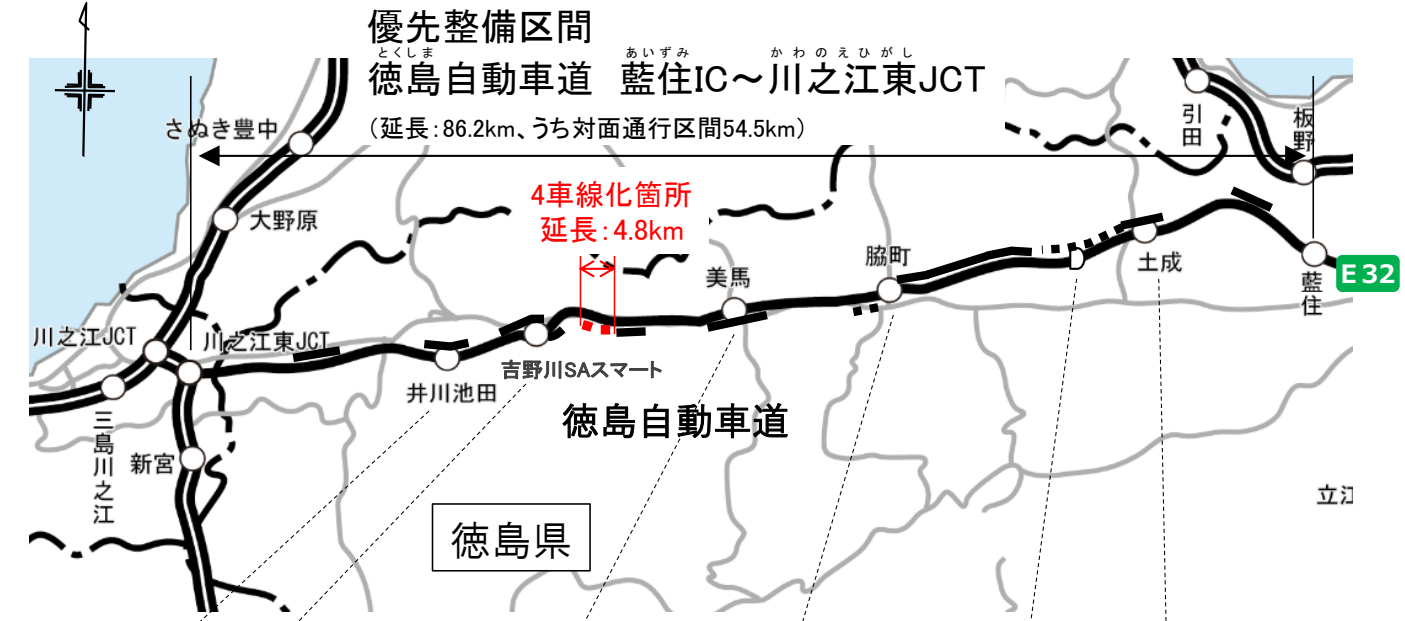 優先整備区間
とくしま あいずみ かわのえひがし
徳島自動車道 藍住IC～川之江東JCT
（延長：86.2km、うち対面通行区間54.5km）
さぬき豊中
引田
板野
4車線化箇所
延長：4.8km
大野原
脇町
美馬
土成
藍住
E32
川之江JCT
川之江東JCT
吉野川SAスマート
井川池田
徳島自動車道
三島川之江
新宮
立江
徳島県